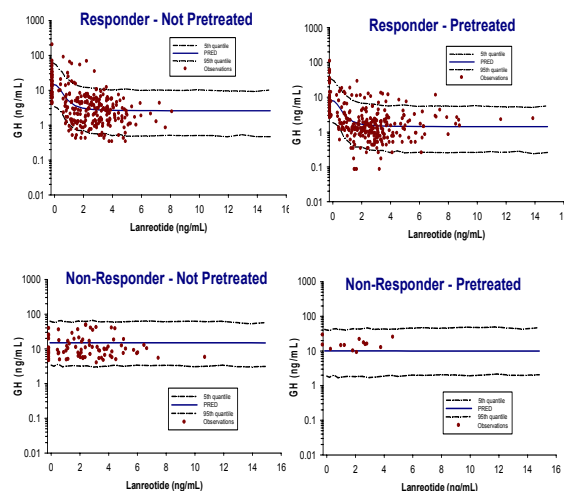 Responder - Not Pretreated
1000
100
10
1
0.1
0.01
GH (ng/mL)
5th quantile
PRED
95th quantile
Observations
0 2 4 6 8 10 12 14 16
Lanreotide (ng/mL)
Responder - Pretreated
1000
100
10
1
0.1
0.01
GH (ng/mL)
5th quantile
PRED
95th quantile
Observations
0 2 4 6 8 10 12 14 16
Lanreotide (ng/mL)
Non-Responder - Not Pretreated
1000
100
10
1
0.1
0.01
GH (ng/mL)
5th quantile
PRED
95th quantile
Observations
0 2 4 6 8 10 12 14 16
Lanreotide (ng/mL)
Non-Responder - Pretreated
1000
100
10
1
0.1
0.01
GH (ng/mL)
5th quantile
PRED
95th quantile
Observations
0 2 4 6 8 10 12 14 16
Lanreotide (ng/mL)